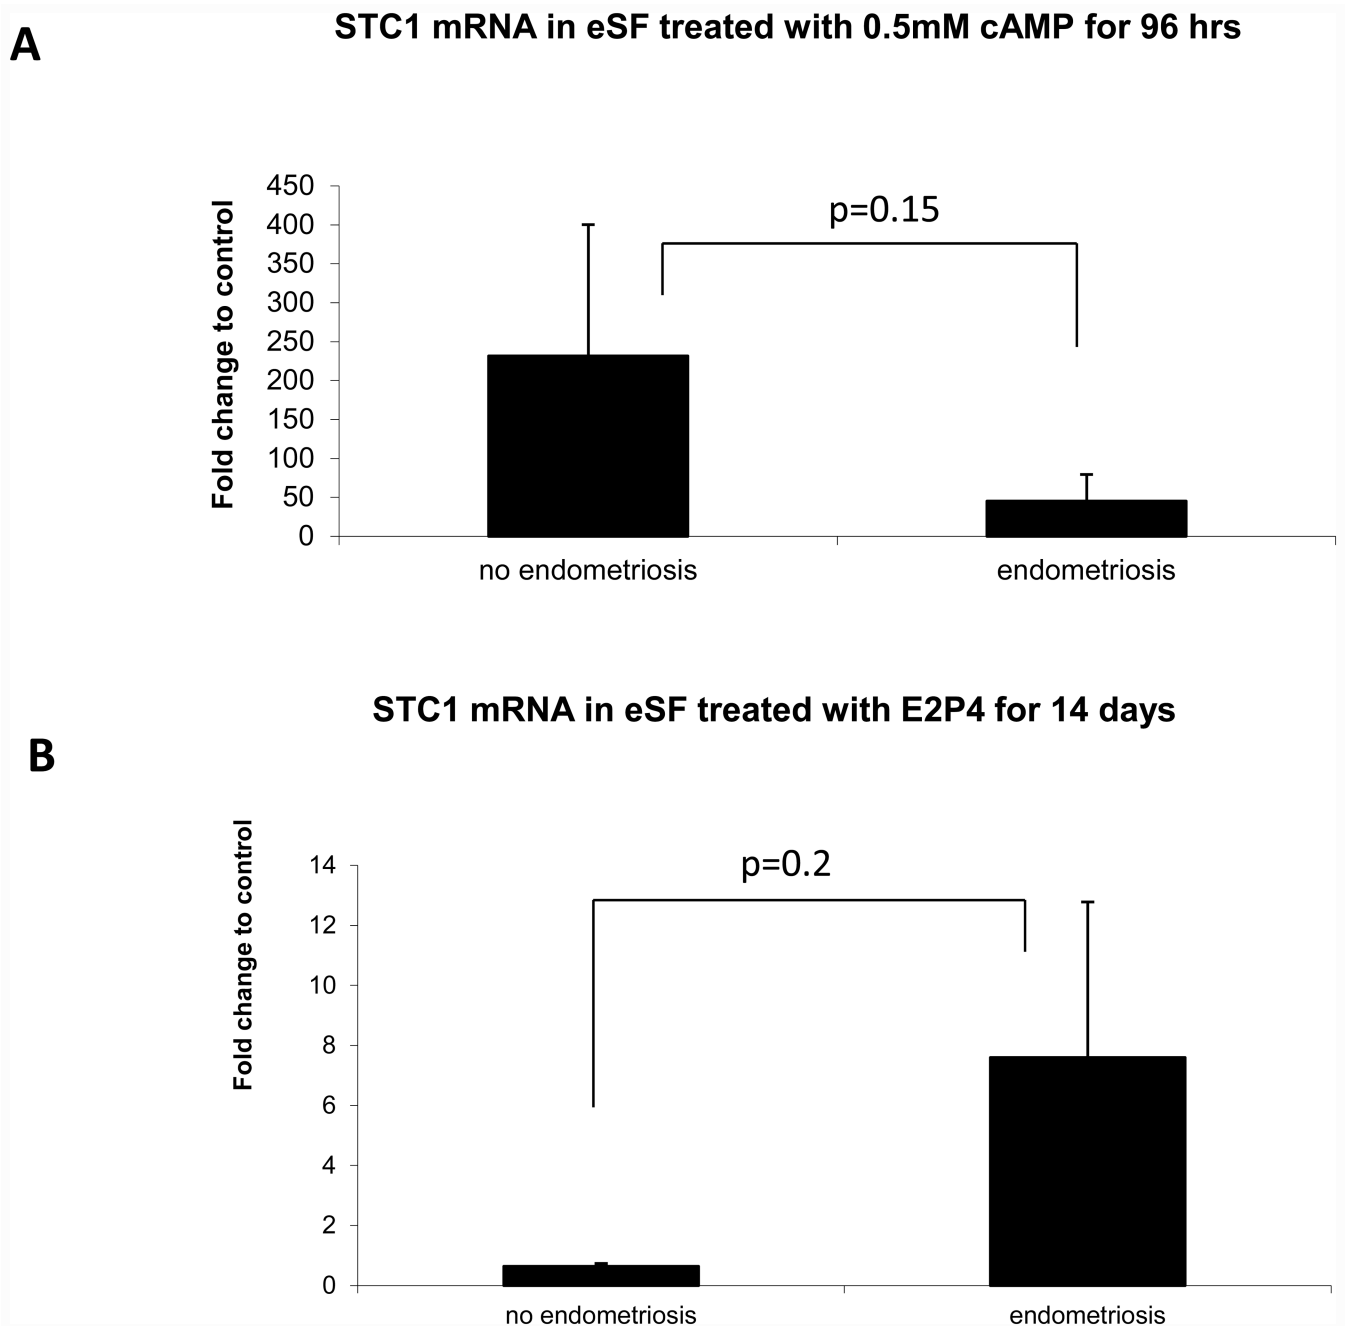 A
STC1 mRNA in eSF treated with 0.5mM cAMP for 96 hrs
Fold change to control
450
400
350
300
250
200
150
100
50
0
p=0.15
no endometriosis
endometriosis
STC1 mRNA in eSF treated with E2P4 for 14 days
B
Fold change to control
14
12
10
8
6
4
2
0
p=0.2
no endometriosis
endometriosis